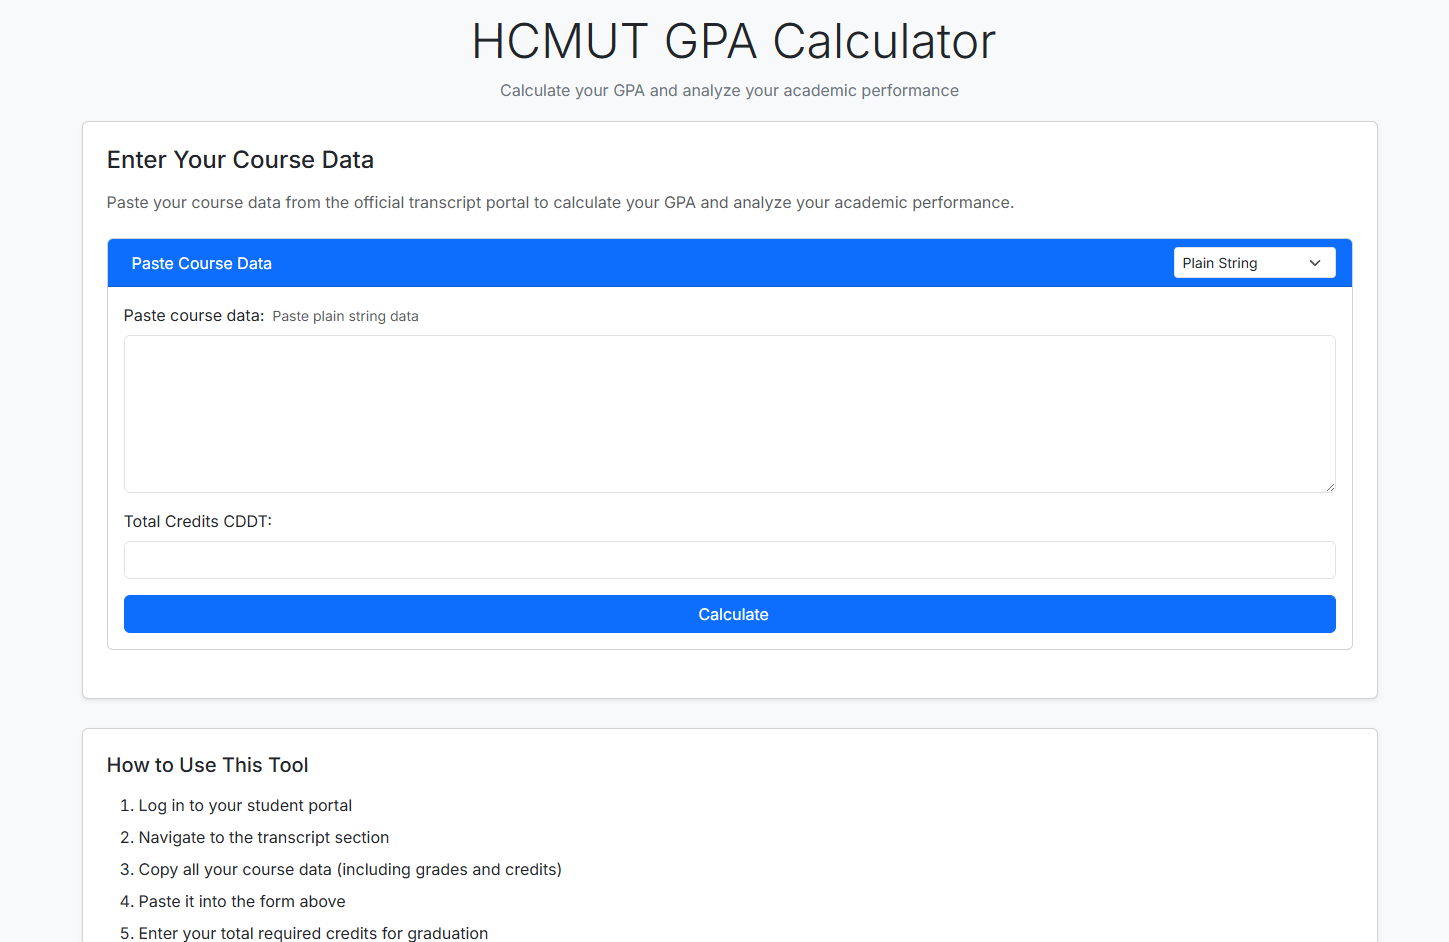 HCMUT GPA Calculator
Calculate your GPA and analyze your academic performance
Enter Your Course Data
Paste your course data from the official transcript portal to calculate your GPA and analyze your academic performance.
Paste Course Data
Plain String
Paste course data: Paste plain string data
Total Credits CDDT:
Calculate
How to Use This Tool
1. Log in to your student portal
2. Navigate to the transcript section
3. Copy all your course data (including grades and credits)
4. Paste it into the form above
5. Enter your total required credits for graduation